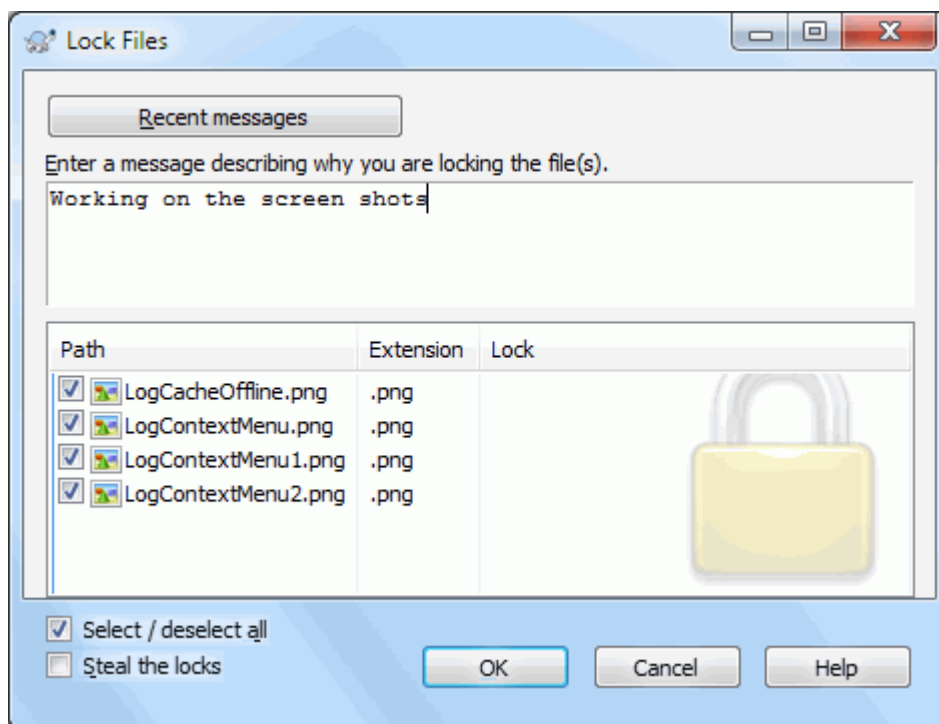 Lock Files
Recent messages
Enter a message describing why you are locking the file(s).
Working on the screen shots
Path Extension Lock
LogCacheOffline.png .png
LogContextMenu.png .png
LogContextMenu1.png .png
LogContextMenu2.png .png
Select / deselect all
Steal the locks
OK Cancel Help